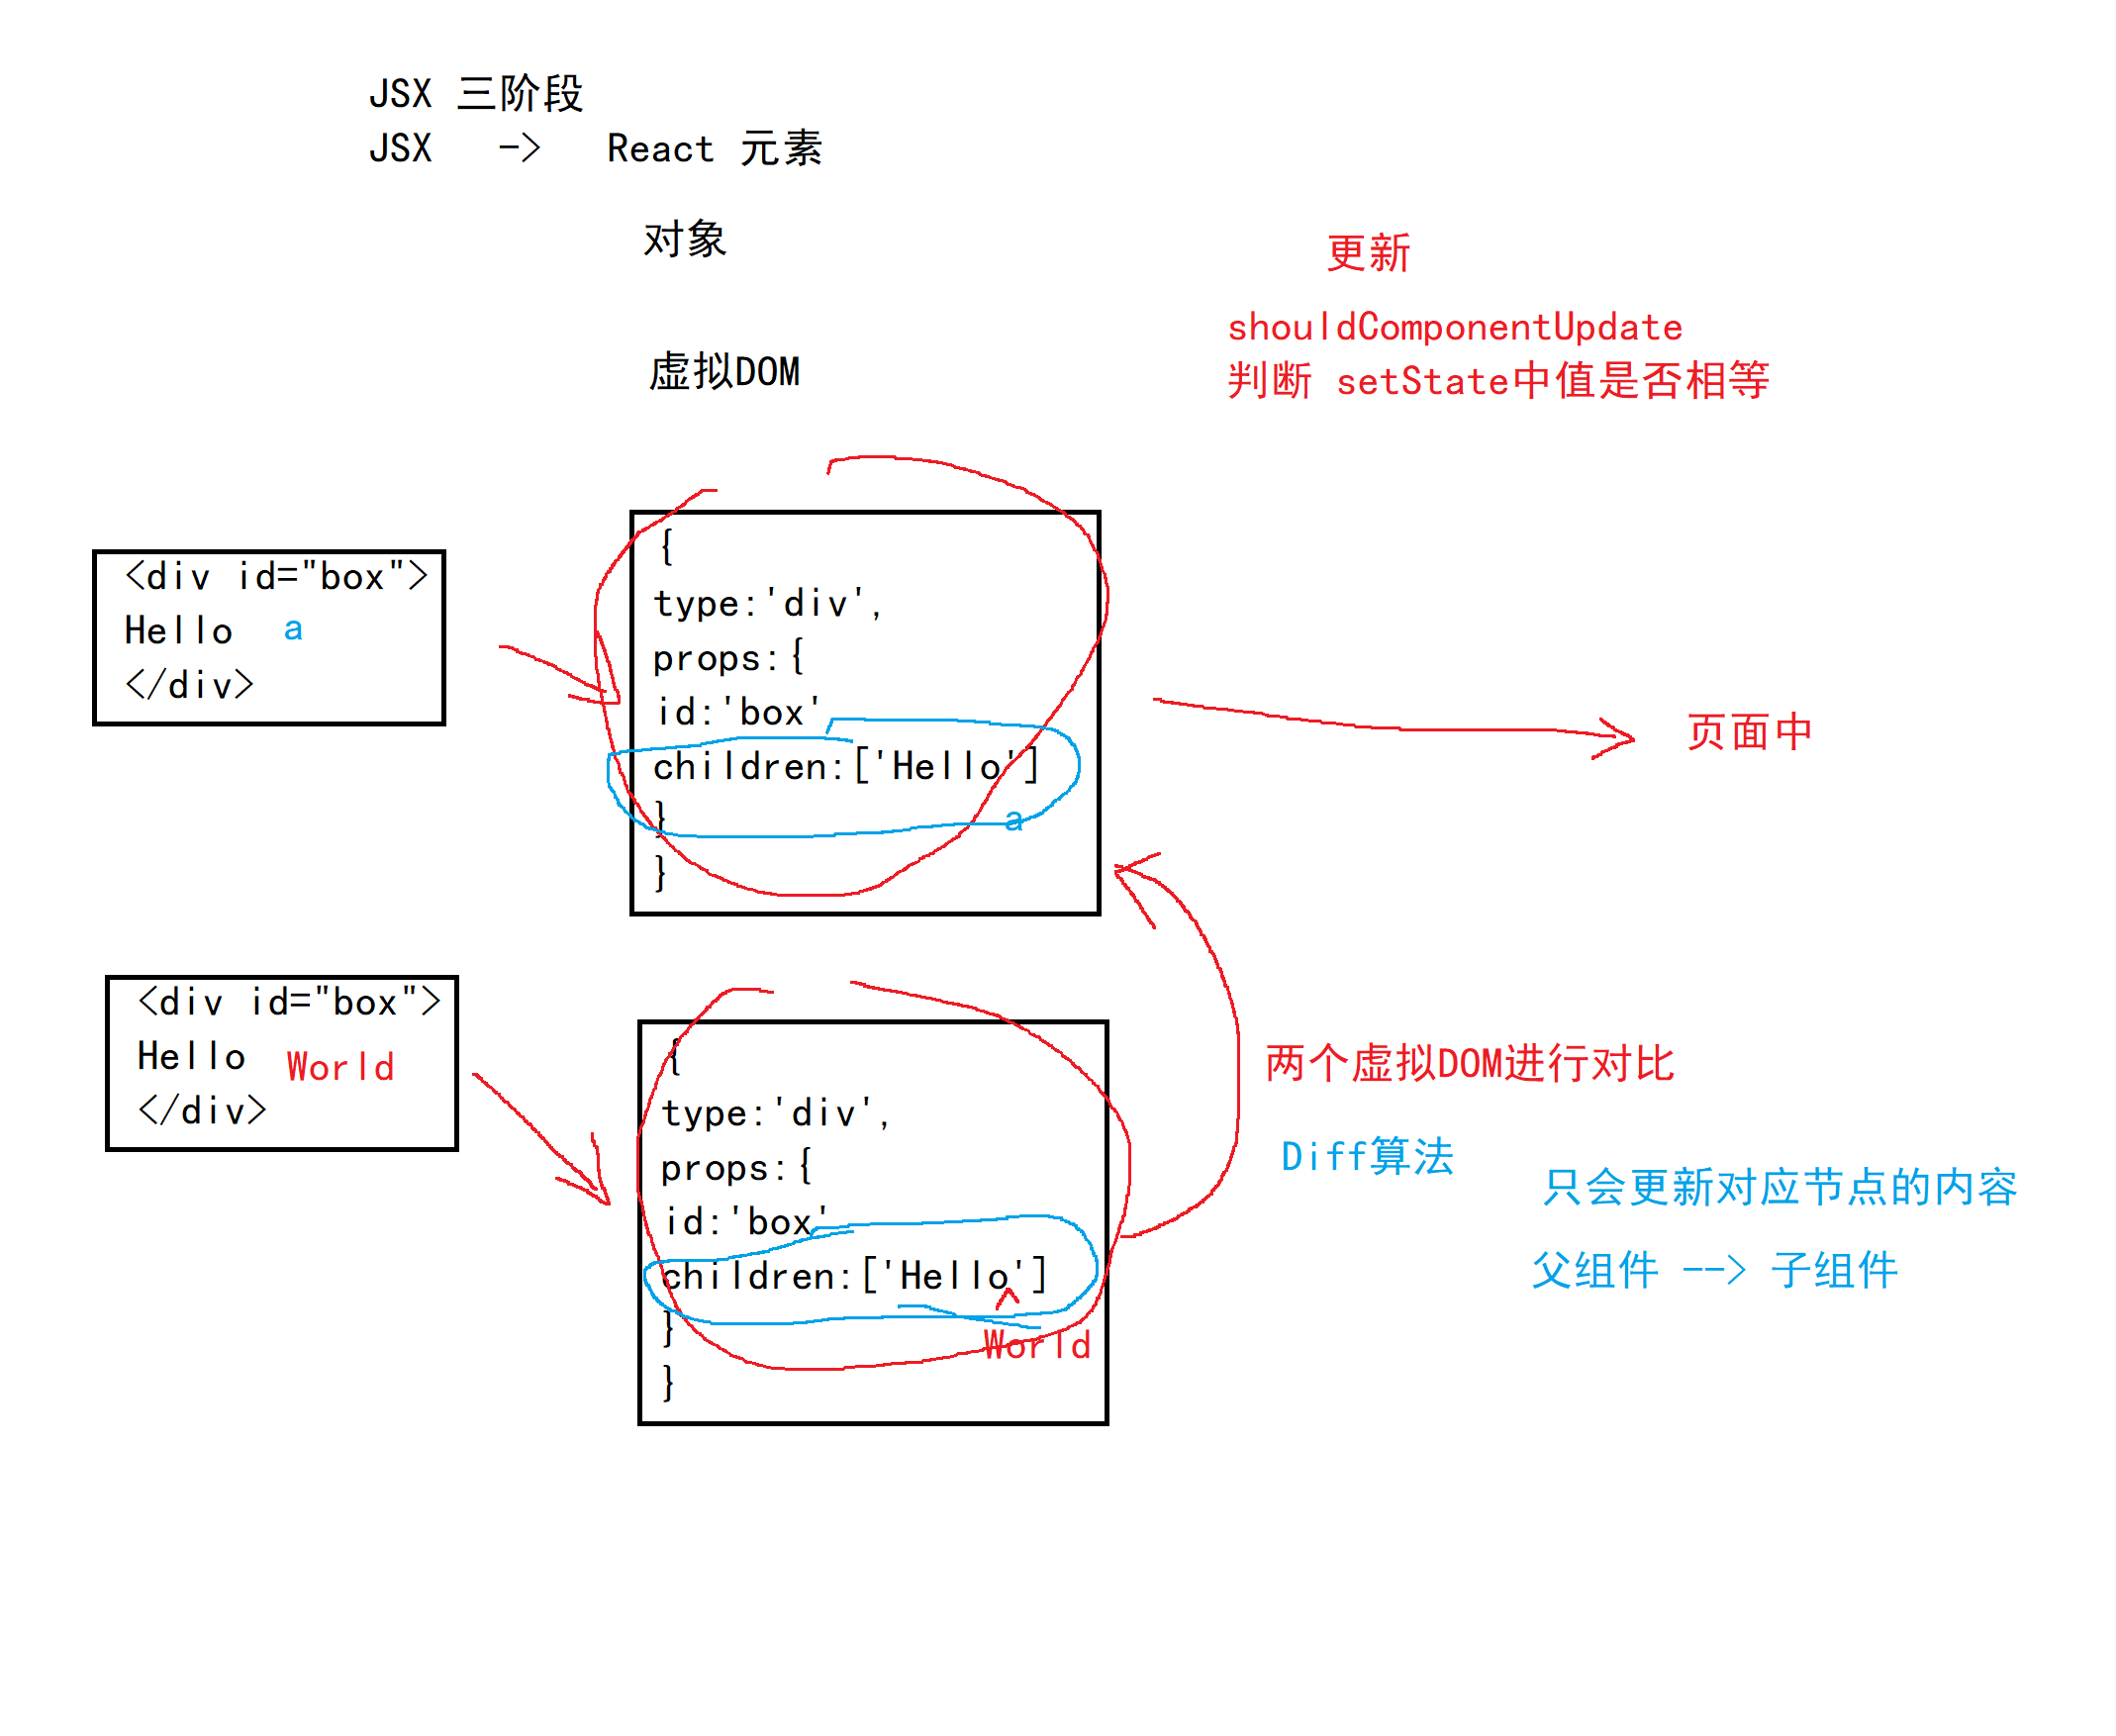 JSX 三阶段
JSX -> React 元素
对象
虚拟DOM
更新
shouldComponentUpdate
判断 setState中值是否相等
<div id="box">
Hello a
</div>
{
type:'div',
props:{
id:'box'
children:['Hello']
}
a
}
页面中
<div id="box">
Hello World
</div>
{
type:'div',
props:{
id:'box'
children:['Hello']
}
World
}
两个虚拟DOM进行对比
Diff算法
只会更新对应节点的内容
父组件 --> 子组件